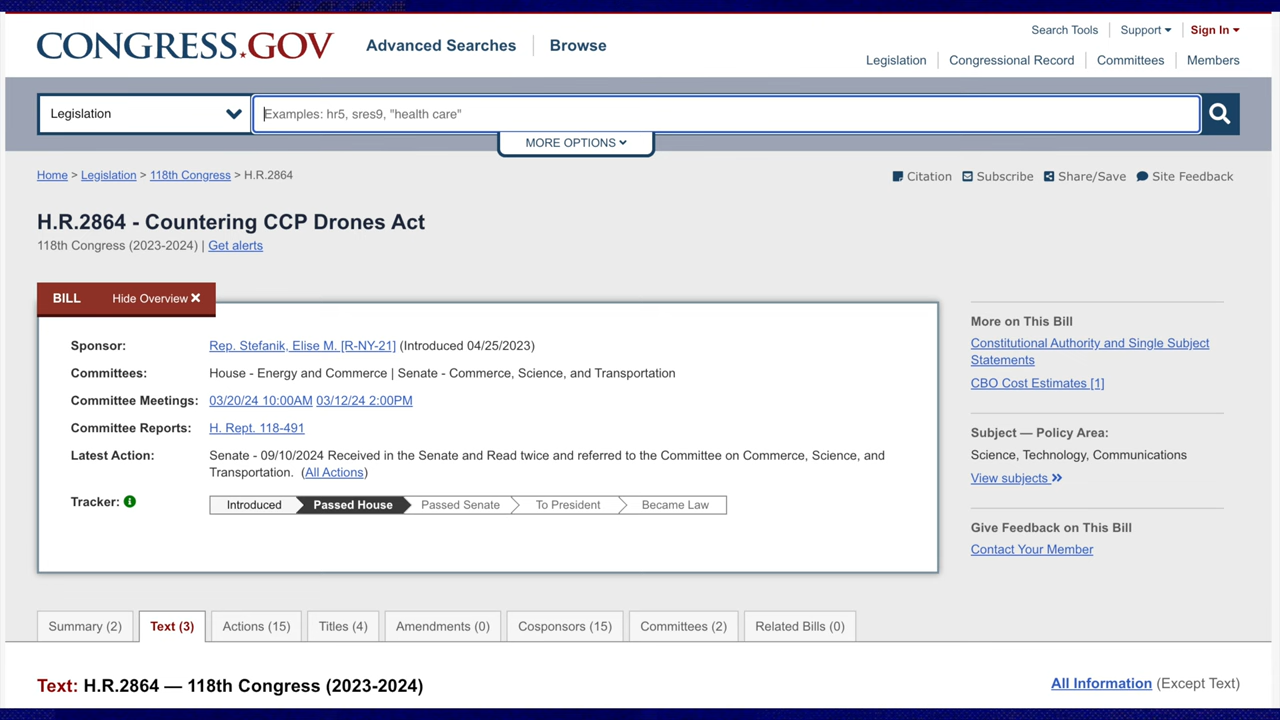 CONGRESS.GOV
Advanced Searches Browse
Search Tools Support Sign In
Legislation Congressional Record Committees Members
Legislation
Examples: hr5, sres9, "health care"
MORE OPTIONS
Home > Legislation > 118th Congress > H.R.2864
Citation Subscribe Share/Save Site Feedback
H.R.2864 - Countering CCP Drones Act
118th Congress (2023-2024) | Get alerts
BILL Hide Overview
Sponsor: Rep. Stefanik, Elise M. [R-NY-21] (Introduced 04/25/2023)
Committees: House - Energy and Commerce | Senate - Commerce, Science, and Transportation
Committee Meetings: 03/20/24 10:00AM 03/12/24 2:00PM
Committee Reports: H. Rept. 118-491
Latest Action: Senate - 09/10/2024 Received in the Senate and Read twice and referred to the Committee on Commerce, Science, and
Transportation. (All Actions)
Tracker: Introduced Passed House Passed Senate To President Became Law
More on This Bill
Constitutional Authority and Single Subject
Statements
CBO Cost Estimates [1]
Subject — Policy Area:
Science, Technology, Communications
View subjects
Give Feedback on This Bill
Contact Your Member
Summary (2) Text (3) Actions (15) Titles (4) Amendments (0) Cosponsors (15) Committees (2) Related Bills (0)
Text: H.R.2864 — 118th Congress (2023-2024)
All Information (Except Text)